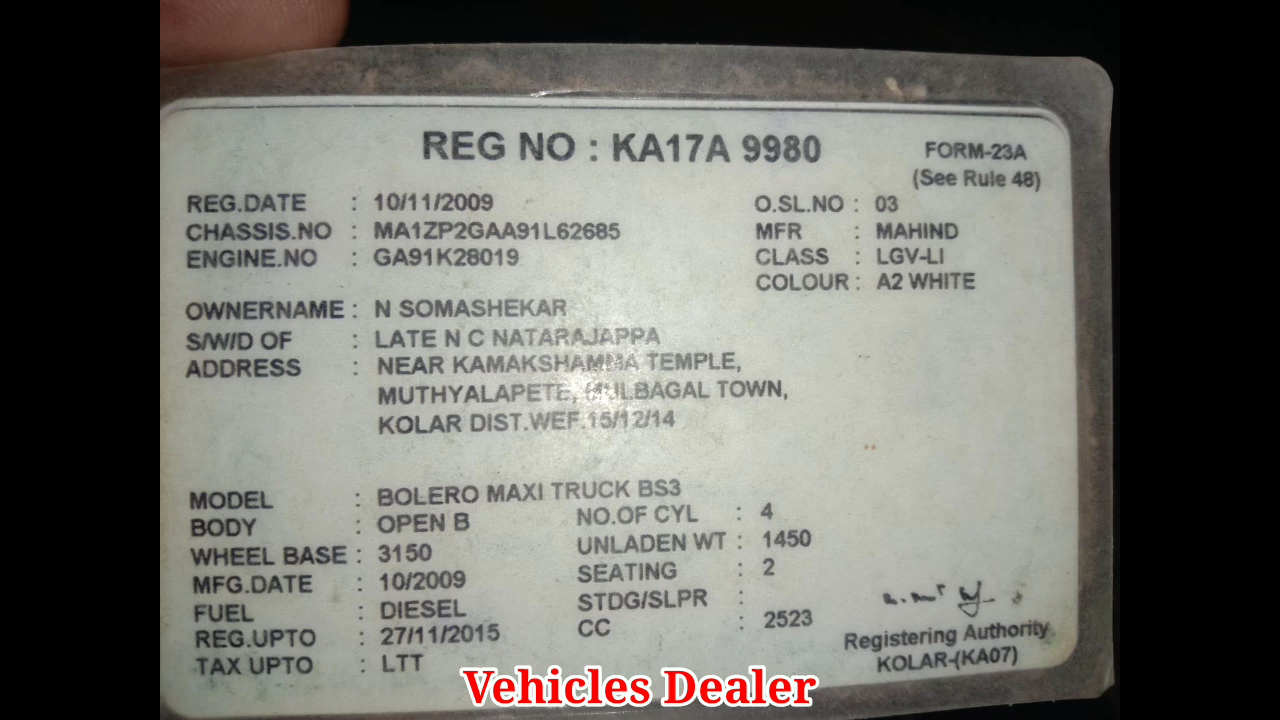 REG NO : KA17A 9980
FORM-23A
(See Rule 48)
REG.DATE : 10/11/2009
O.SL.NO : 03
CHASSIS.NO : MA1ZP2GAA91L62685
MFR : MAHIND
ENGINE.NO : GA91K28019
CLASS : LGV-LI
COLOUR : A2 WHITE
OWNERNAME : N SOMASHEKAR
S/W/D OF : LATE N C NATARAJAPPA
ADDRESS : NEAR KAMAKSHAMMA TEMPLE,
MUTHYALAPETE, MULBAGAL TOWN,
KOLAR DIST.WEF.15/12/14
MODEL : BOLERO MAXI TRUCK BS3
BODY : OPEN B
NO.OF CYL : 4
WHEEL BASE : 3150
UNLADEN WT : 1450
MFG.DATE : 10/2009
SEATING : 2
FUEL : DIESEL
STDG/SLPR :
REG.UPTO : 27/11/2015
CC : 2523
TAX UPTO : LTT
Registering Authority
KOLAR-(KA07)
Vehicles Dealer